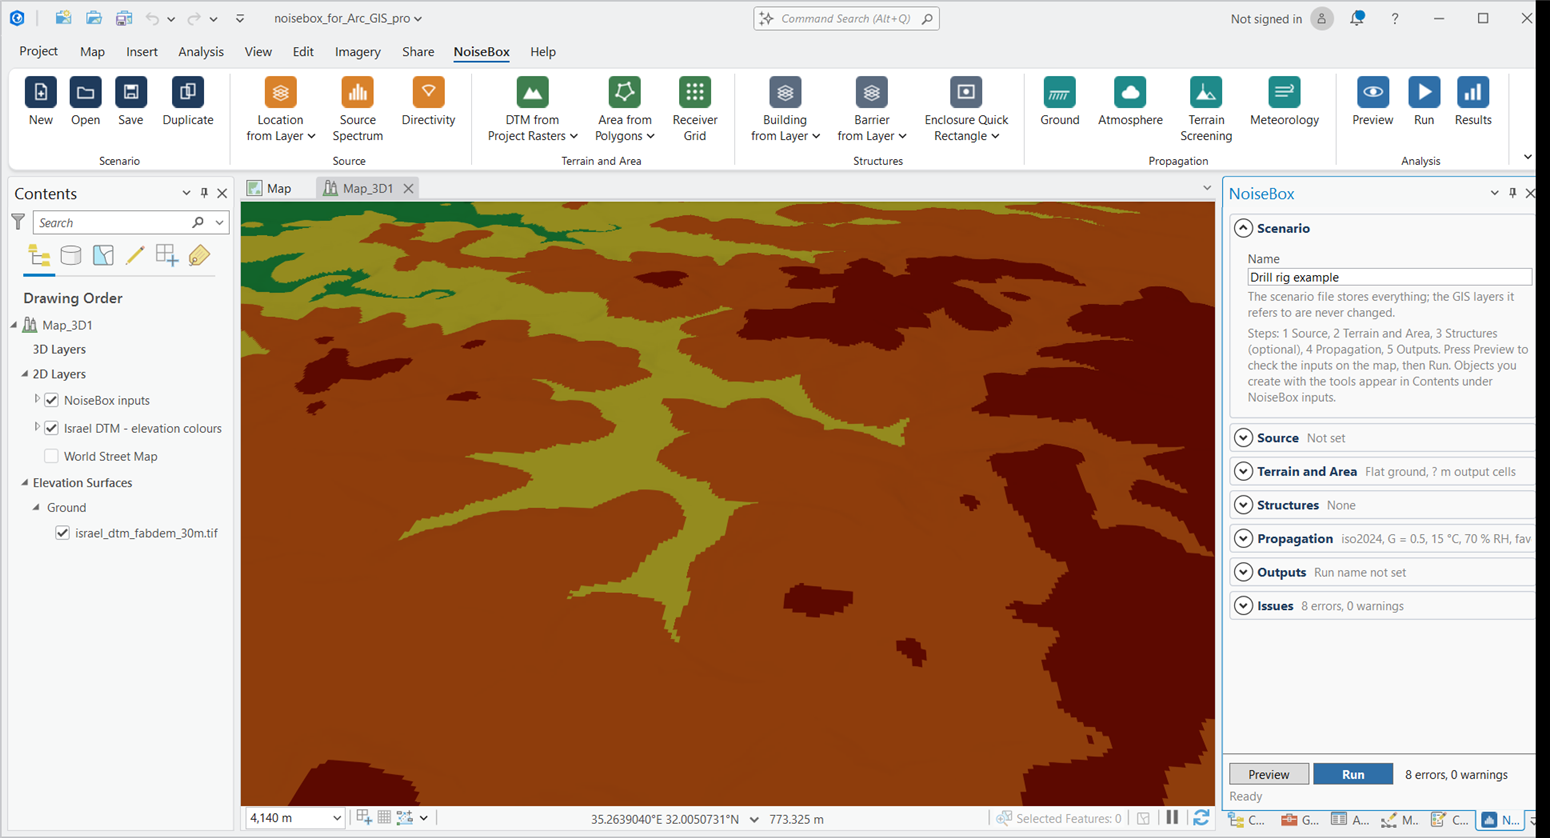 noisebox_for_Arc_GIS_pro
Command Search (Alt+Q)
Not signed in
?
Project Map Insert Analysis View Edit Imagery Share NoiseBox Help
New Open Save Duplicate
Scenario
Location from Layer
Source Spectrum
Directivity
Source
DTM from Project Rasters
Area from Polygons
Receiver Grid
Terrain and Area
Building from Layer
Barrier from Layer
Enclosure Quick Rectangle
Structures
Ground
Atmosphere
Terrain Screening
Meteorology
Propagation
Preview Run Results
Analysis
Contents
Search
Drawing Order
Map_3D1
3D Layers
2D Layers
NoiseBox inputs
Israel DTM - elevation colours
World Street Map
Elevation Surfaces
Ground
israel_dtm_fabdem_30m.tif
Map Map_3D1
4,140 m
35.2639040°E 32.0050731°N
773.325 m
Selected Features: 0
NoiseBox
Scenario
Name
Drill rig example
The scenario file stores everything; the GIS layers it
refers to are never changed.
Steps: 1 Source, 2 Terrain and Area, 3 Structures
(optional), 4 Propagation, 5 Outputs. Press Preview to
check the inputs on the map, then Run. Objects you
create with the tools appear in Contents under
NoiseBox inputs.
Source Not set
Terrain and Area Flat ground, ? m output cells
Structures None
Propagation iso2024, G = 0.5, 15 °C, 70 % RH, fav
Outputs Run name not set
Issues 8 errors, 0 warnings
Preview Run 8 errors, 0 warnings
Ready
C... G... A... M... C... N...